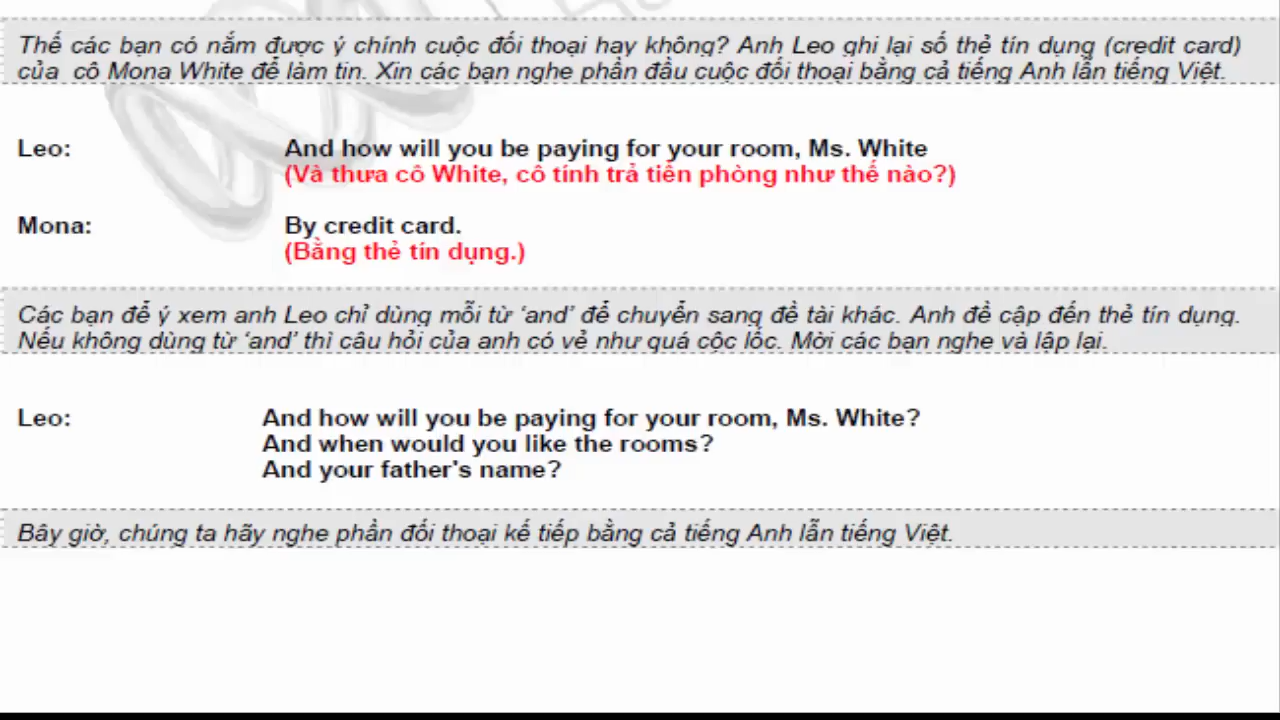 Thế các bạn có nắm được ý chính cuộc đối thoại hay không? Anh Leo ghi lại số thẻ tín dụng (credit card)
của cô Mona White để làm tin. Xin các bạn nghe phần đầu cuộc đối thoại bằng cả tiếng Anh lẫn tiếng Việt.
Leo: And how will you be paying for your room, Ms. White
(Và thưa cô White, cô tính trả tiền phòng như thế nào?)
Mona: By credit card.
(Bằng thẻ tín dụng.)
Các bạn để ý xem anh Leo chỉ dùng mỗi từ ‘and’ để chuyển sang đề tài khác. Anh đề cập đến thẻ tín dụng.
Nếu không dùng từ ‘and’ thì câu hỏi của anh có vẻ như quá cộc lốc. Mời các bạn nghe và lập lại.
Leo: And how will you be paying for your room, Ms. White?
And when would you like the rooms?
And your father's name?
Bây giờ, chúng ta hãy nghe phần đối thoại kế tiếp bằng cả tiếng Anh lẫn tiếng Việt.